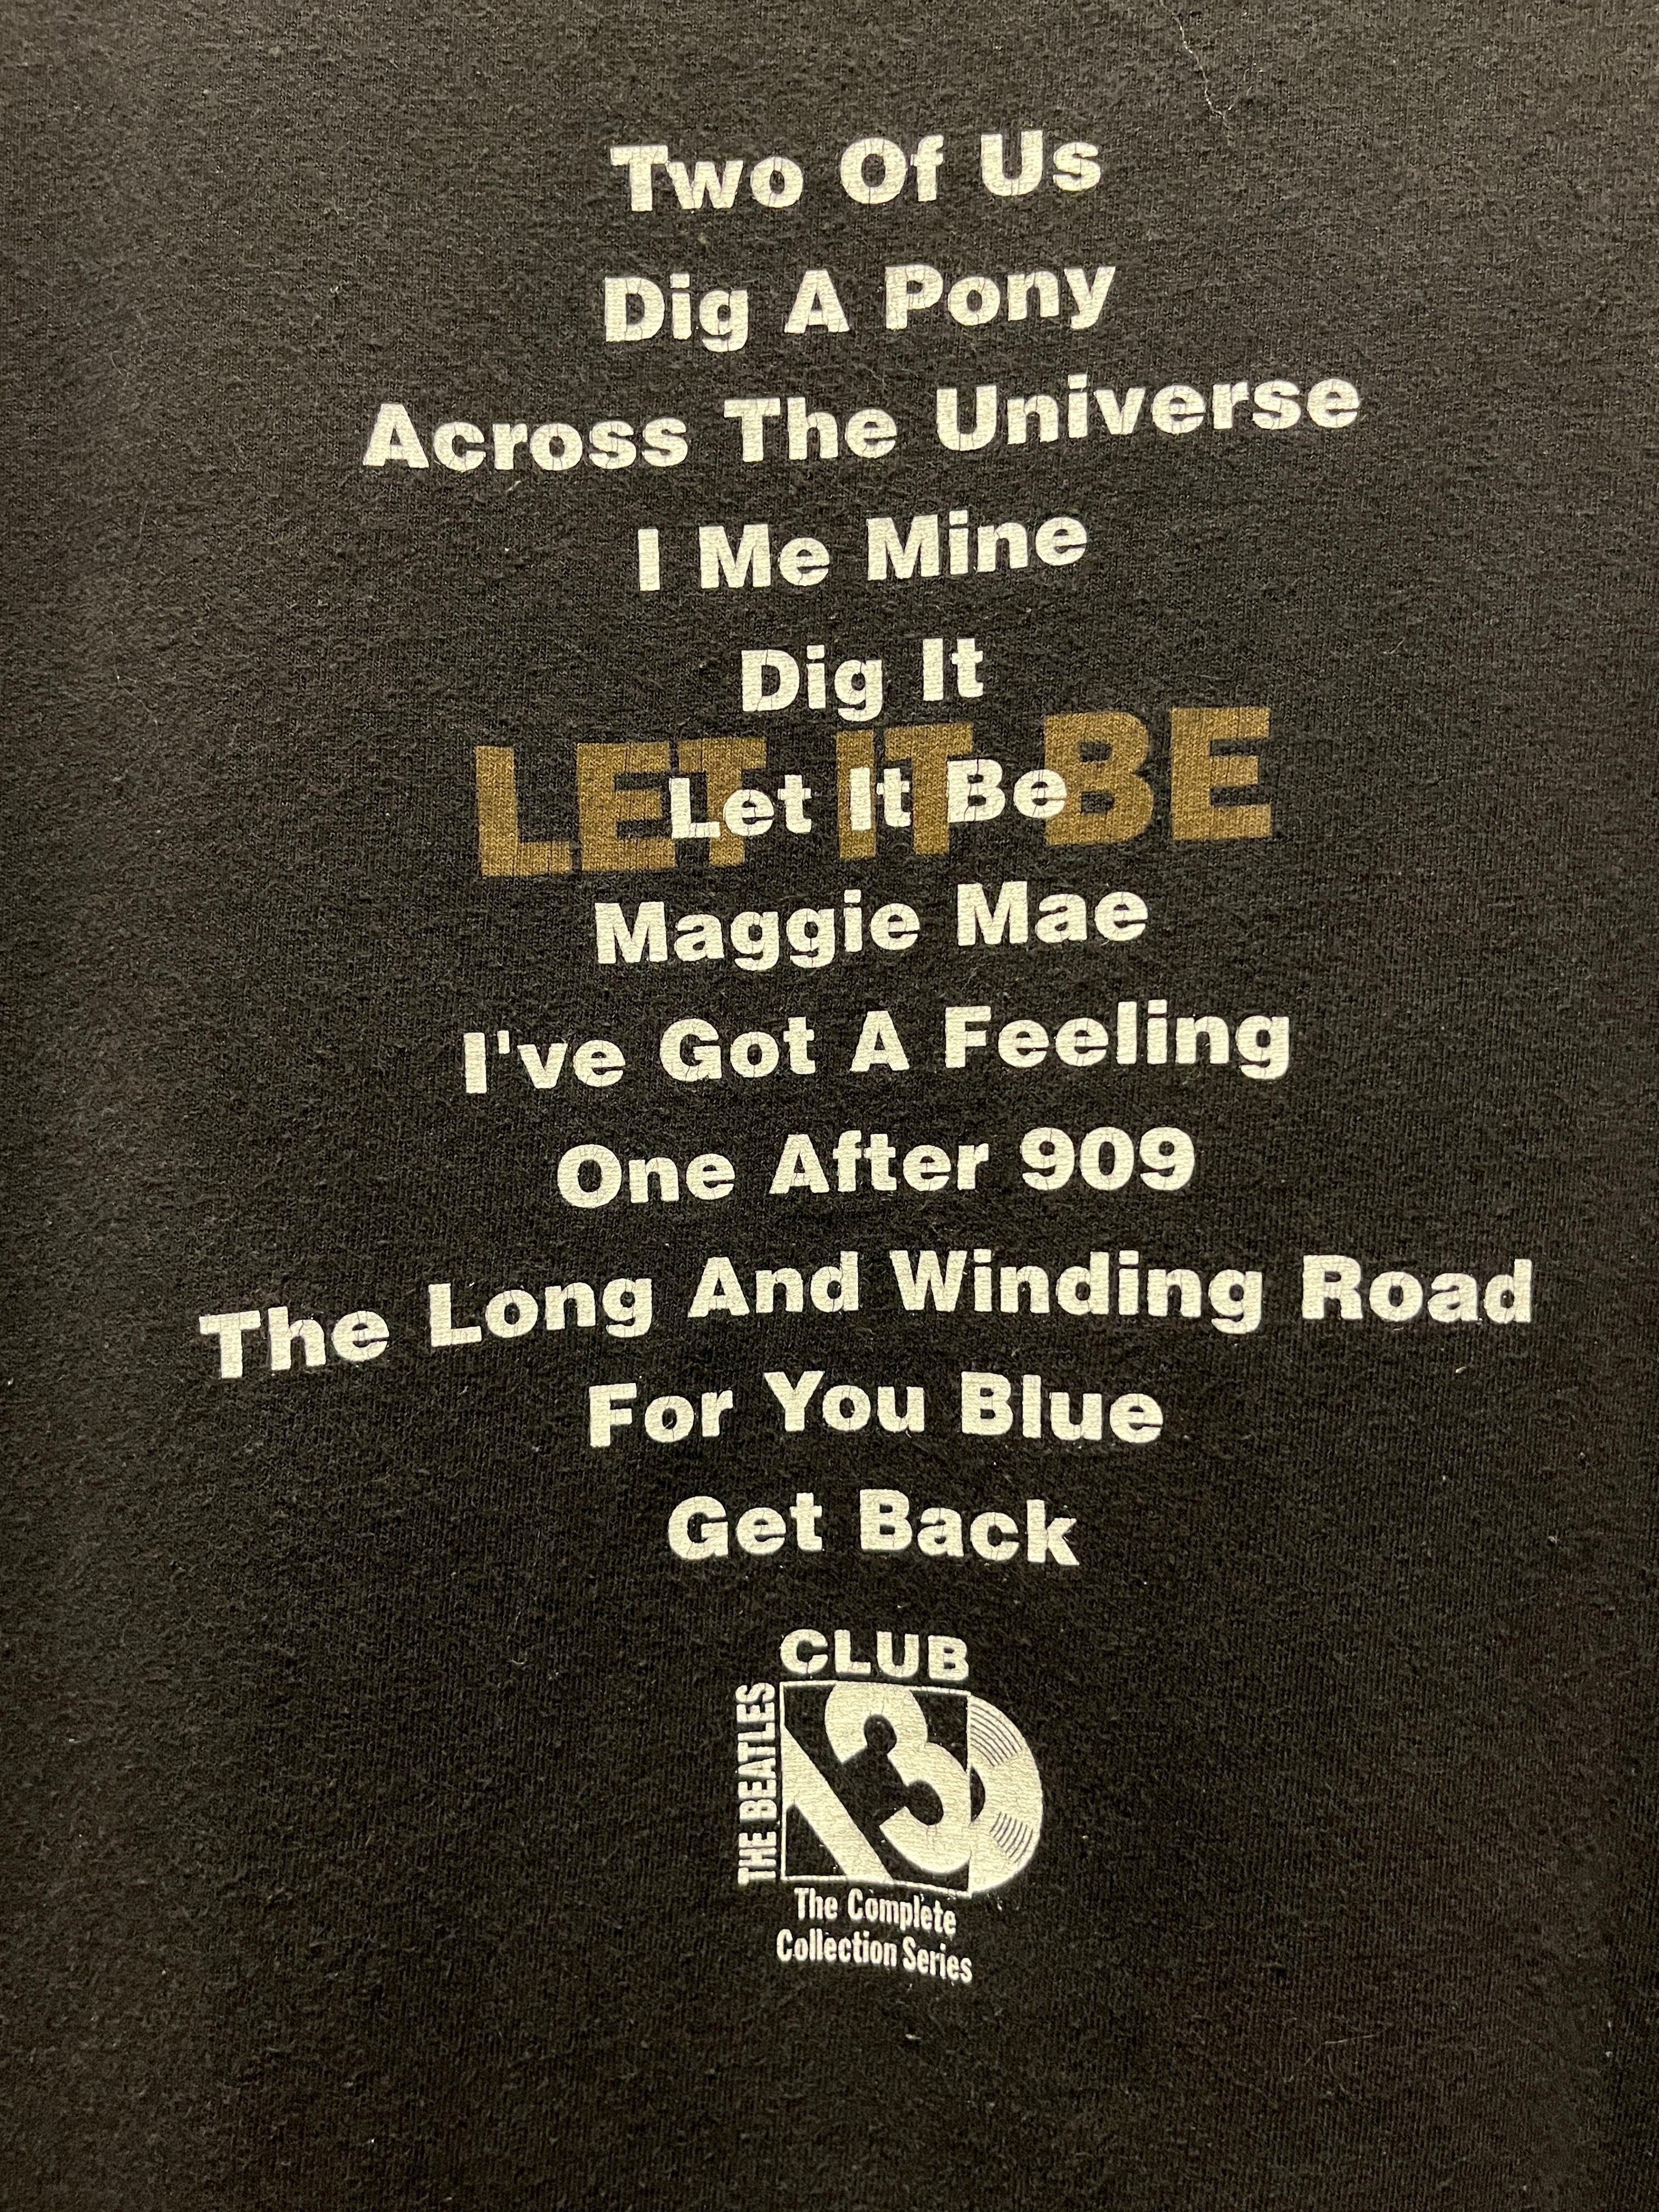 Two Of Us
Dig A Pony
Across The Universe
I Me Mine
Dig It
LET IT BE
Let It Be
Maggie Mae
I've Got A Feeling
One After 909
The Long And Winding Road
For You Blue
Get Back
CLUB
THE BEATLES
13
The Complete
Collection Series